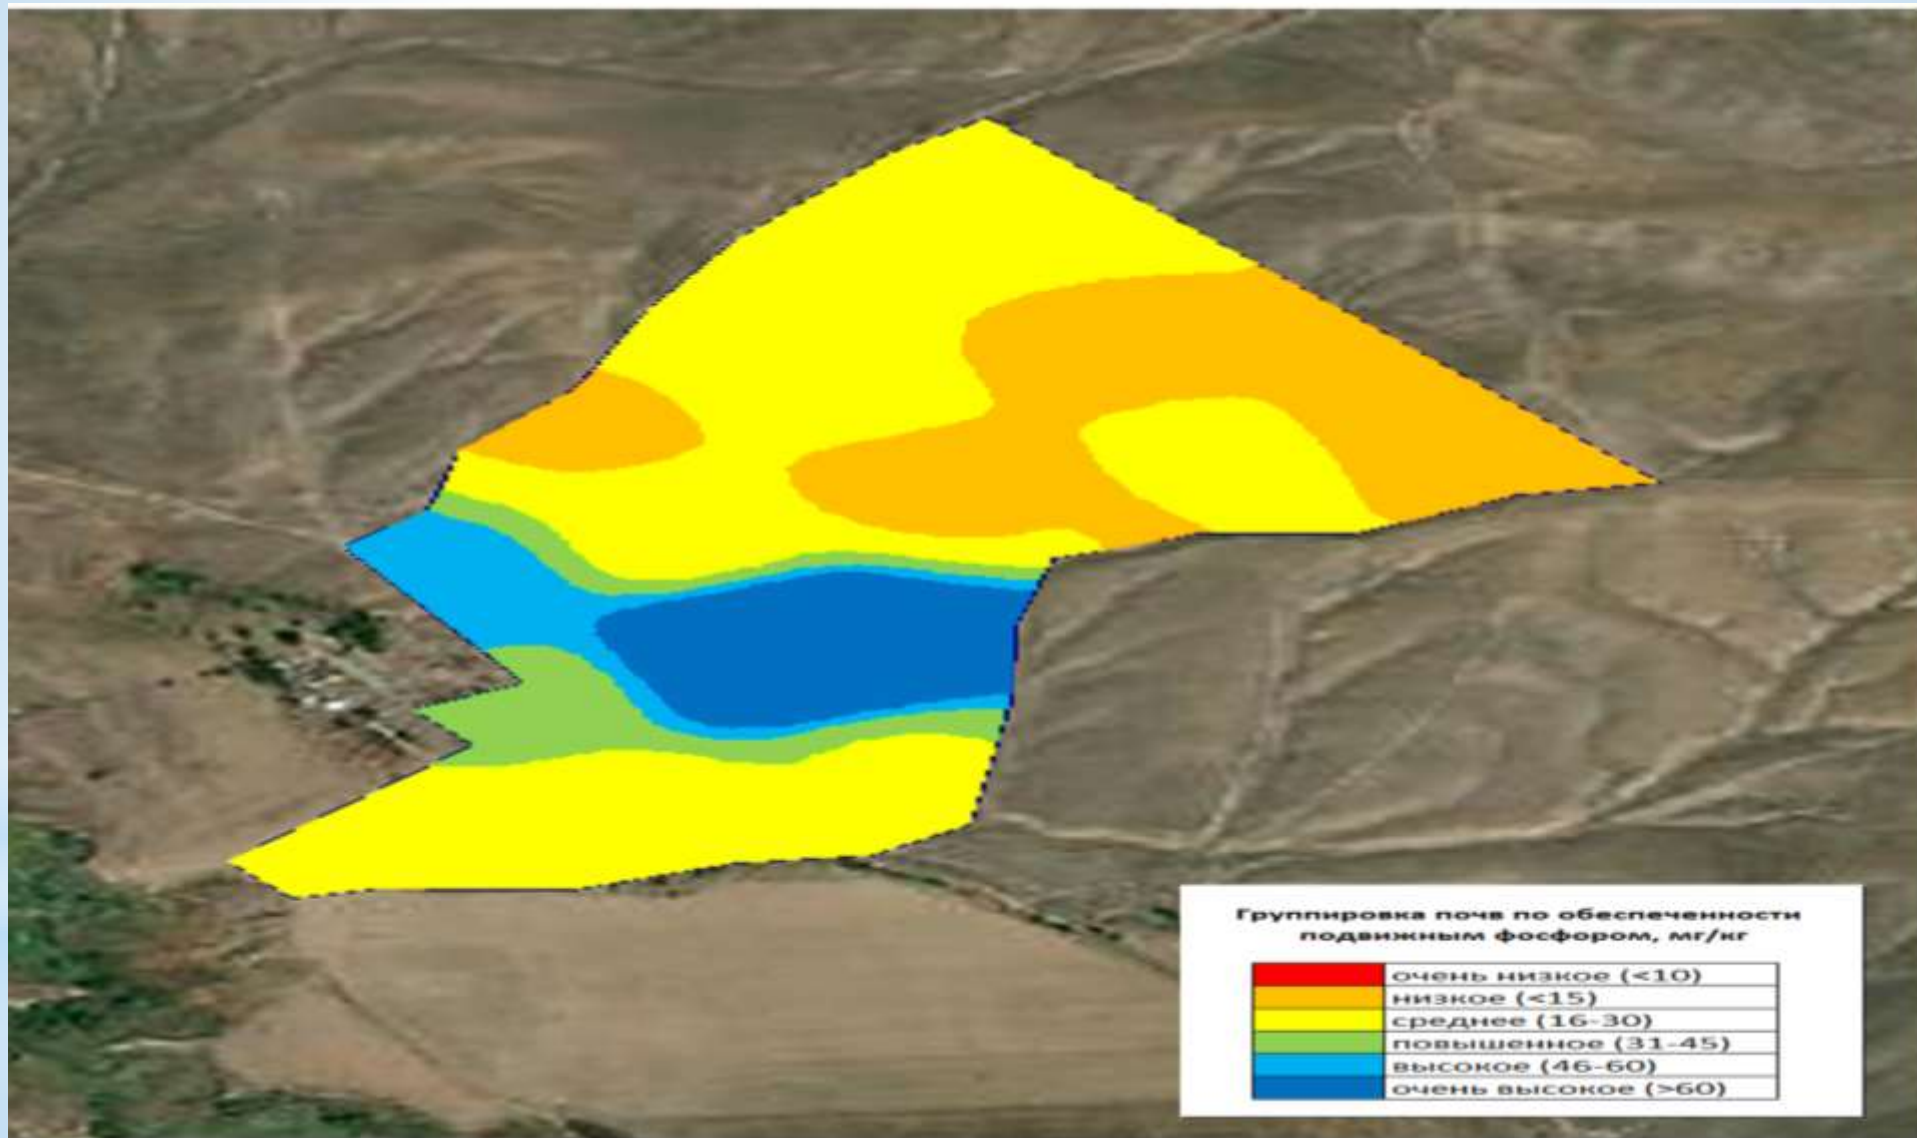 Группировка почв по обеспеченности
подвижным фосфором, мг/кг
очень низкое (<10)
низкое (<15)
среднее (16-30)
повышенное (31-45)
высокое (46-60)
очень высокое (>60)